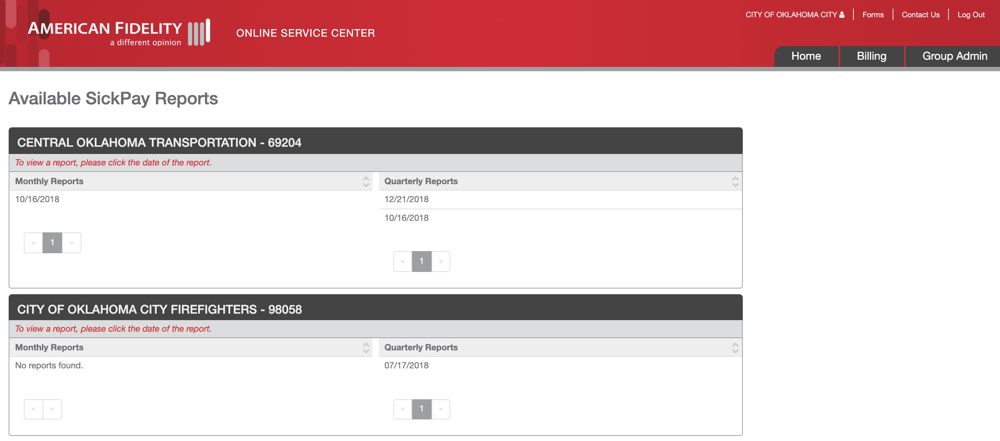 AMERICAN FIDELITY
a different opinion
ONLINE SERVICE CENTER
CITY OF OKLAHOMA CITY
Forms
Contact Us
Log Out
Home
Billing
Group Admin
Available SickPay Reports
CENTRAL OKLAHOMA TRANSPORTATION - 69204
To view a report, please click the date of the report.
Monthly Reports
10/16/2018
« 1 »
Quarterly Reports
12/21/2018
10/16/2018
« 1 »
CITY OF OKLAHOMA CITY FIREFIGHTERS - 98058
To view a report, please click the date of the report.
Monthly Reports
No reports found.
« »
Quarterly Reports
07/17/2018
« 1 »